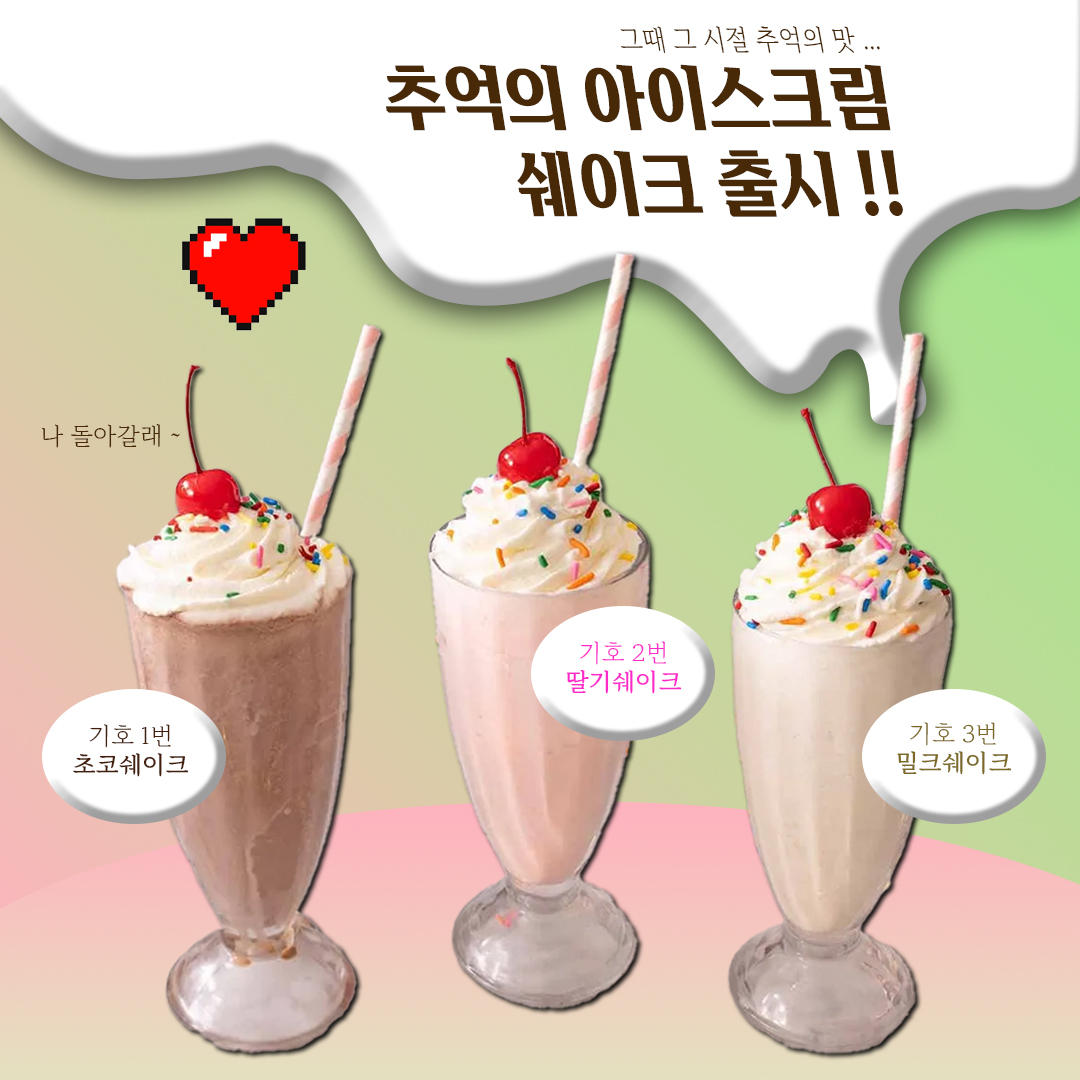 그때 그 시절 추억의 맛 ...
추억의 아이스크림
쉐이크 출시 !!
나 돌아갈래 ~
기호 1번
초코쉐이크
기호 2번
딸기쉐이크
기호 3번
밀크쉐이크